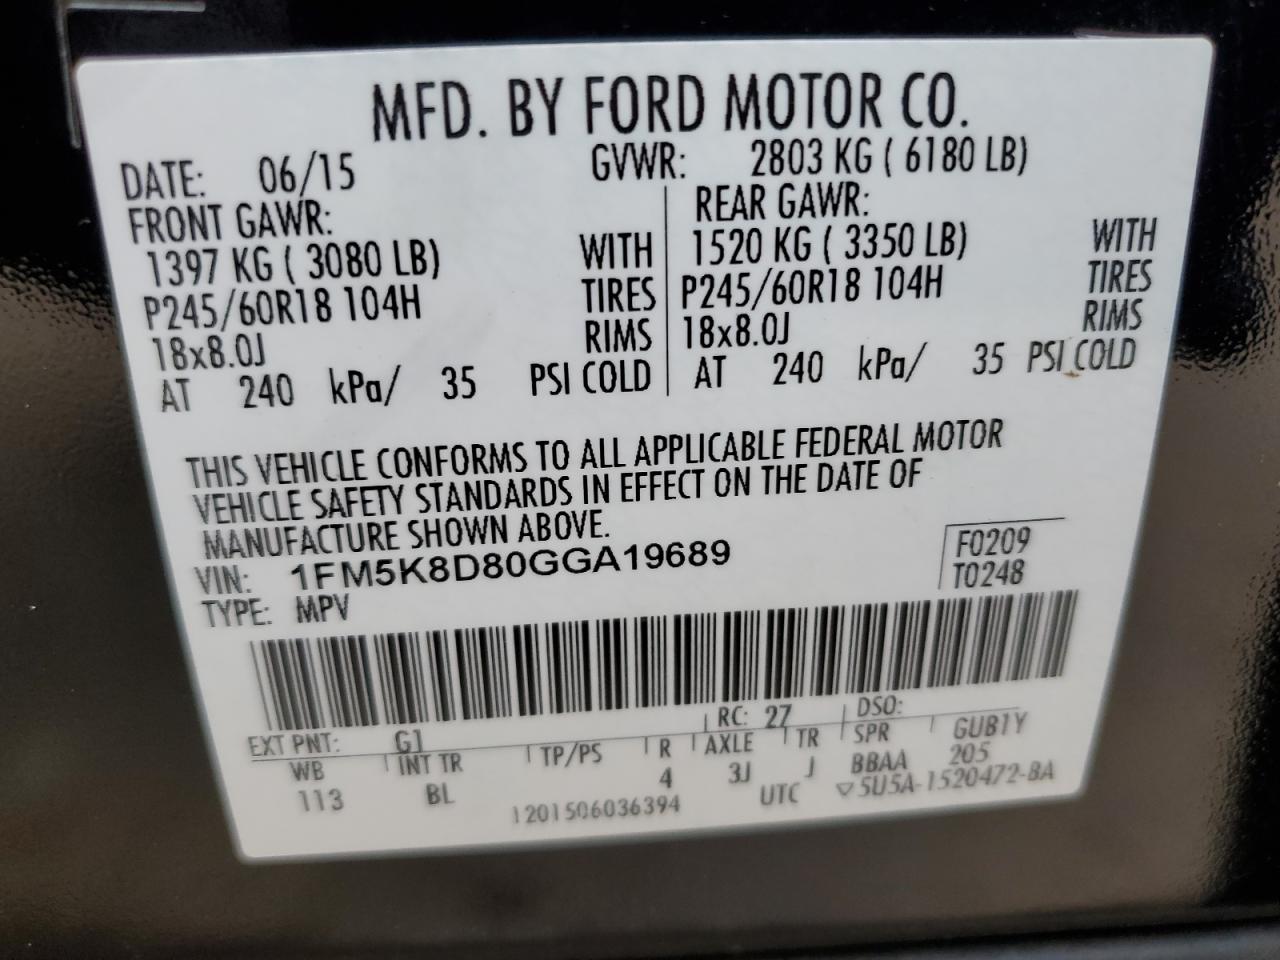 MFD. BY FORD MOTOR CO.
DATE: 06/15 GVWR: 2803 KG ( 6180 LB)
FRONT GAWR: REAR GAWR:
1397 KG ( 3080 LB) WITH 1520 KG ( 3350 LB) WITH
P245/60R18 104H TIRES P245/60R18 104H TIRES
18x8.0J RIMS 18x8.0J RIMS
AT 240 kPa/ 35 PSI COLD AT 240 kPa/ 35 PSI COLD
THIS VEHICLE CONFORMS TO ALL APPLICABLE FEDERAL MOTOR
VEHICLE SAFETY STANDARDS IN EFFECT ON THE DATE OF
MANUFACTURE SHOWN ABOVE.
VIN: 1FM5K8D80GGA19689 F0209
TYPE: MPV T0248
EXT PNT: G1 RC: 27 DSO:
WB INT TR TP/PS R AXLE TR SPR GUB1Y
113 BL 4 3J J BBAA 205
1201506036394 UTC ▽5U5A-1520472-BA